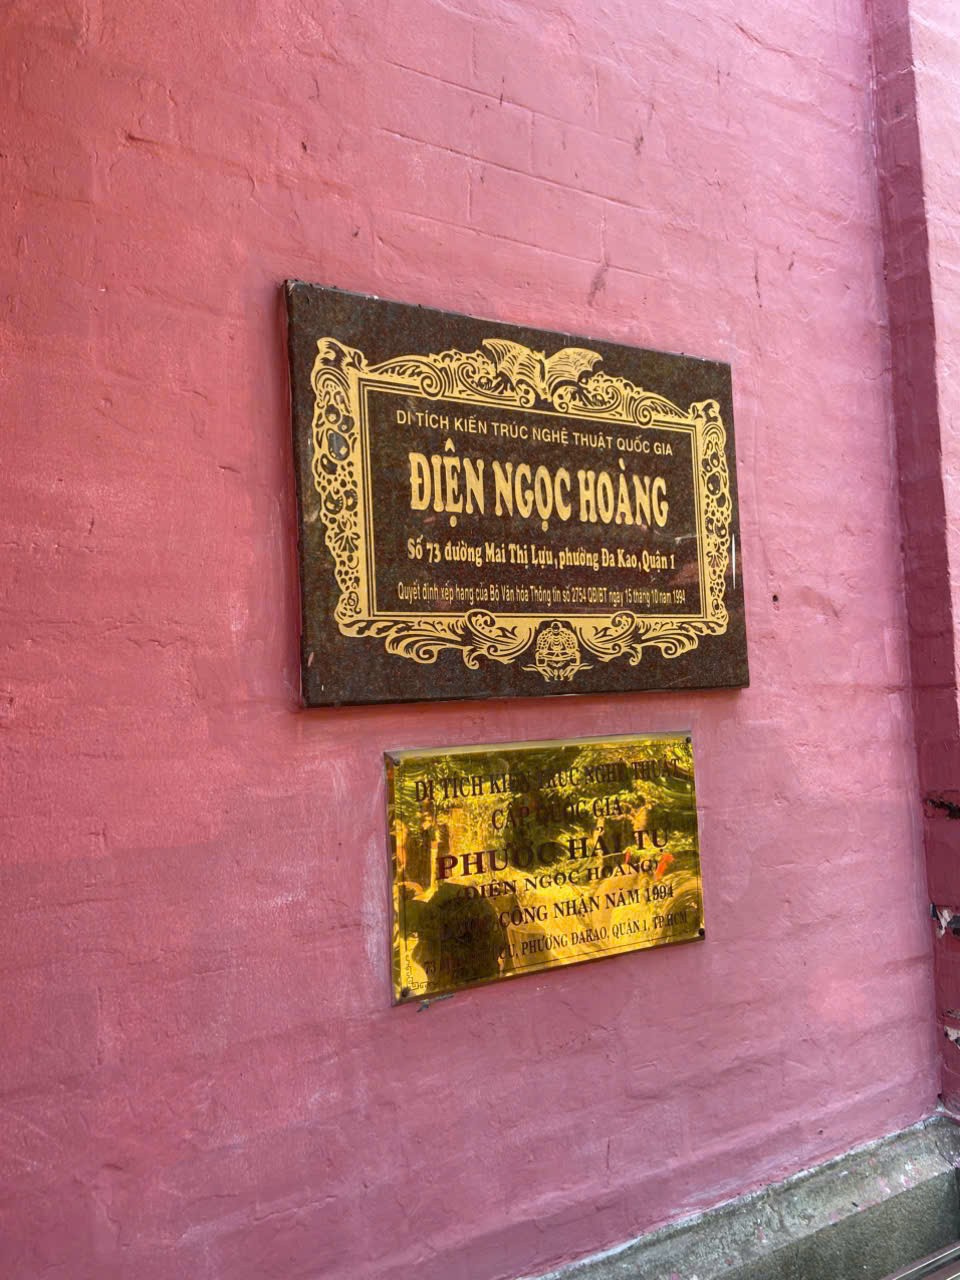 DI TÍCH KIẾN TRÚC NGHỆ THUẬT QUỐC GIA
ĐIỆN NGỌC HOÀNG
Số 73 đường Mai Thị Lựu, phường Đa Kao, Quận 1
Quyết định xếp hạng của Bộ Văn hóa Thông tin số 2754 QĐ/BT ngày 15 tháng 10 năm 1994
DI TÍCH KIẾN TRÚC NGHỆ THUẬT
CẤP QUỐC GIA
PHƯỚC HẢI TỰ
(ĐIỆN NGỌC HOÀNG)
CÔNG NHẬN NĂM 1994
73 PHƯỜNG ĐAKAO, QUẬN 1, TP.HCM